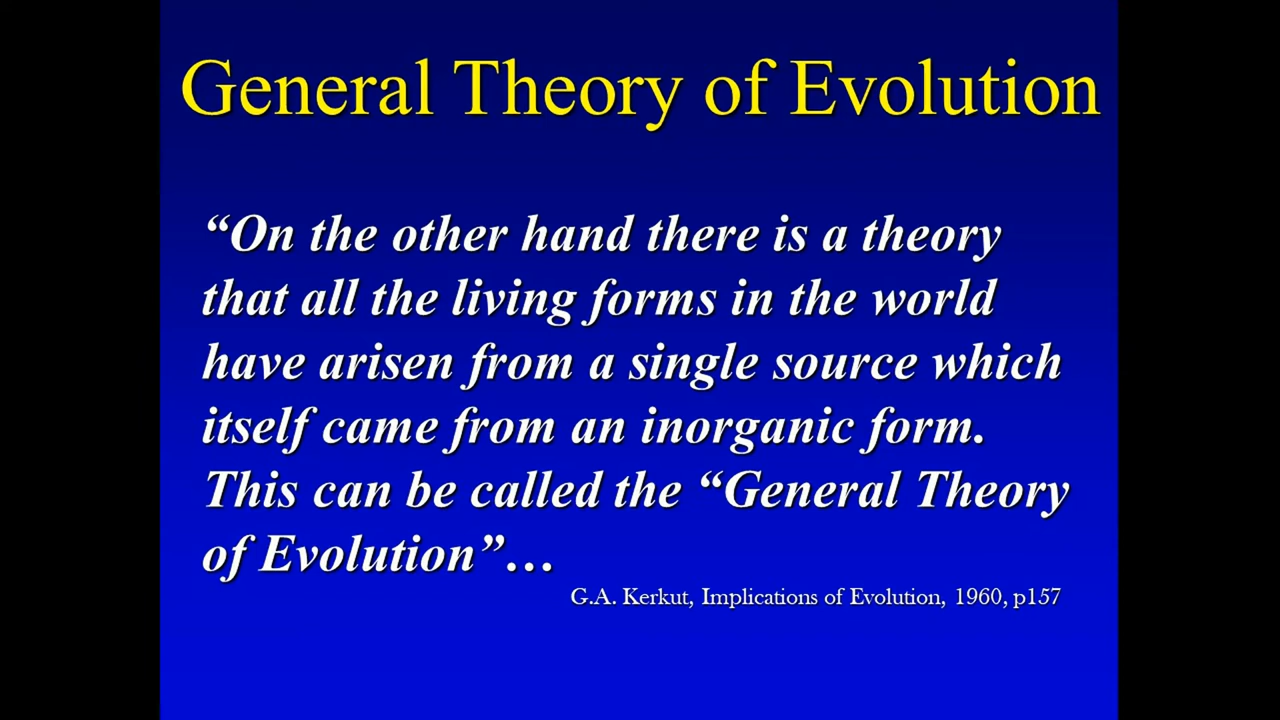 General Theory of Evolution
“On the other hand there is a theory
that all the living forms in the world
have arisen from a single source which
itself came from an inorganic form.
This can be called the “General Theory
of Evolution”…
G.A. Kerkut, Implications of Evolution, 1960, p157